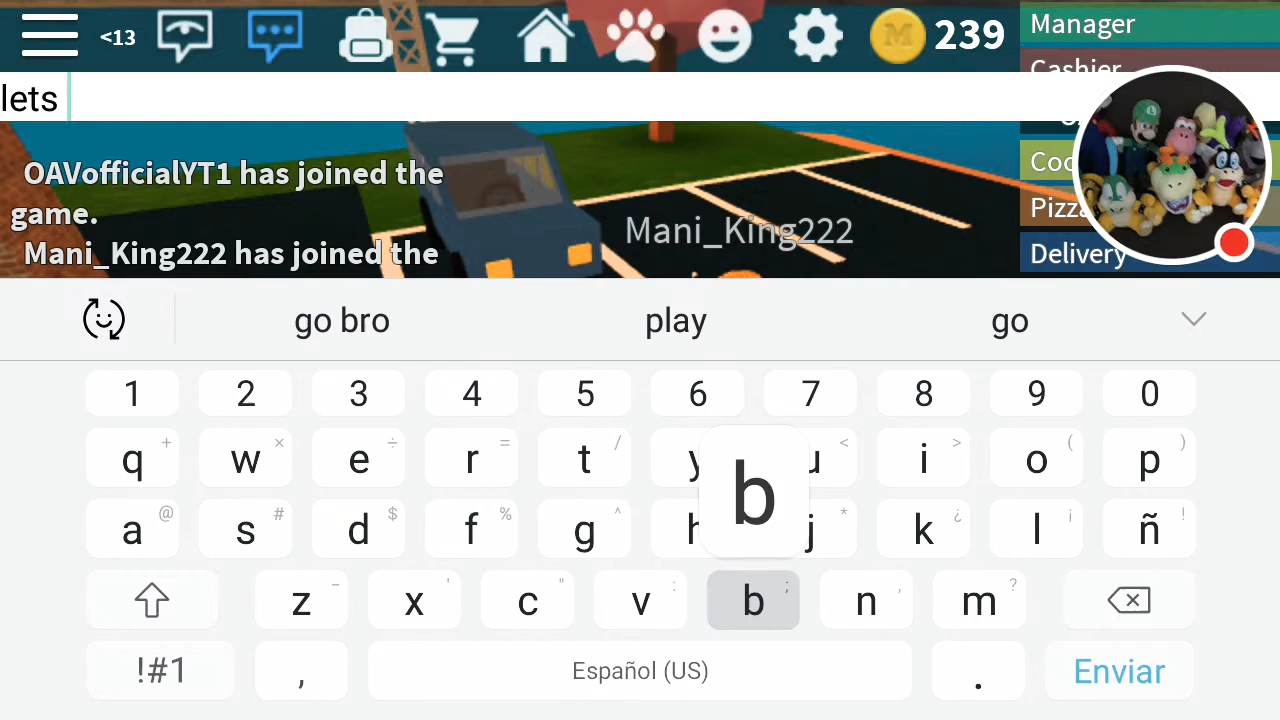 <13
239
Manager
Cashier
lets
OAVofficialYT1 has joined the
game.
Mani_King222 has joined the
Mani_King222
Delivery
go bro play go
1 2 3 4 5 6 7 8 9 0
q + w × e ÷ r = t / y u < i > o ( p )
a @ s # d $ f % g ^ h j * k ¿ l ¡ ñ !
b
z - x ' c " v : b ; n , m ?
!#1 , Español (US) . Enviar